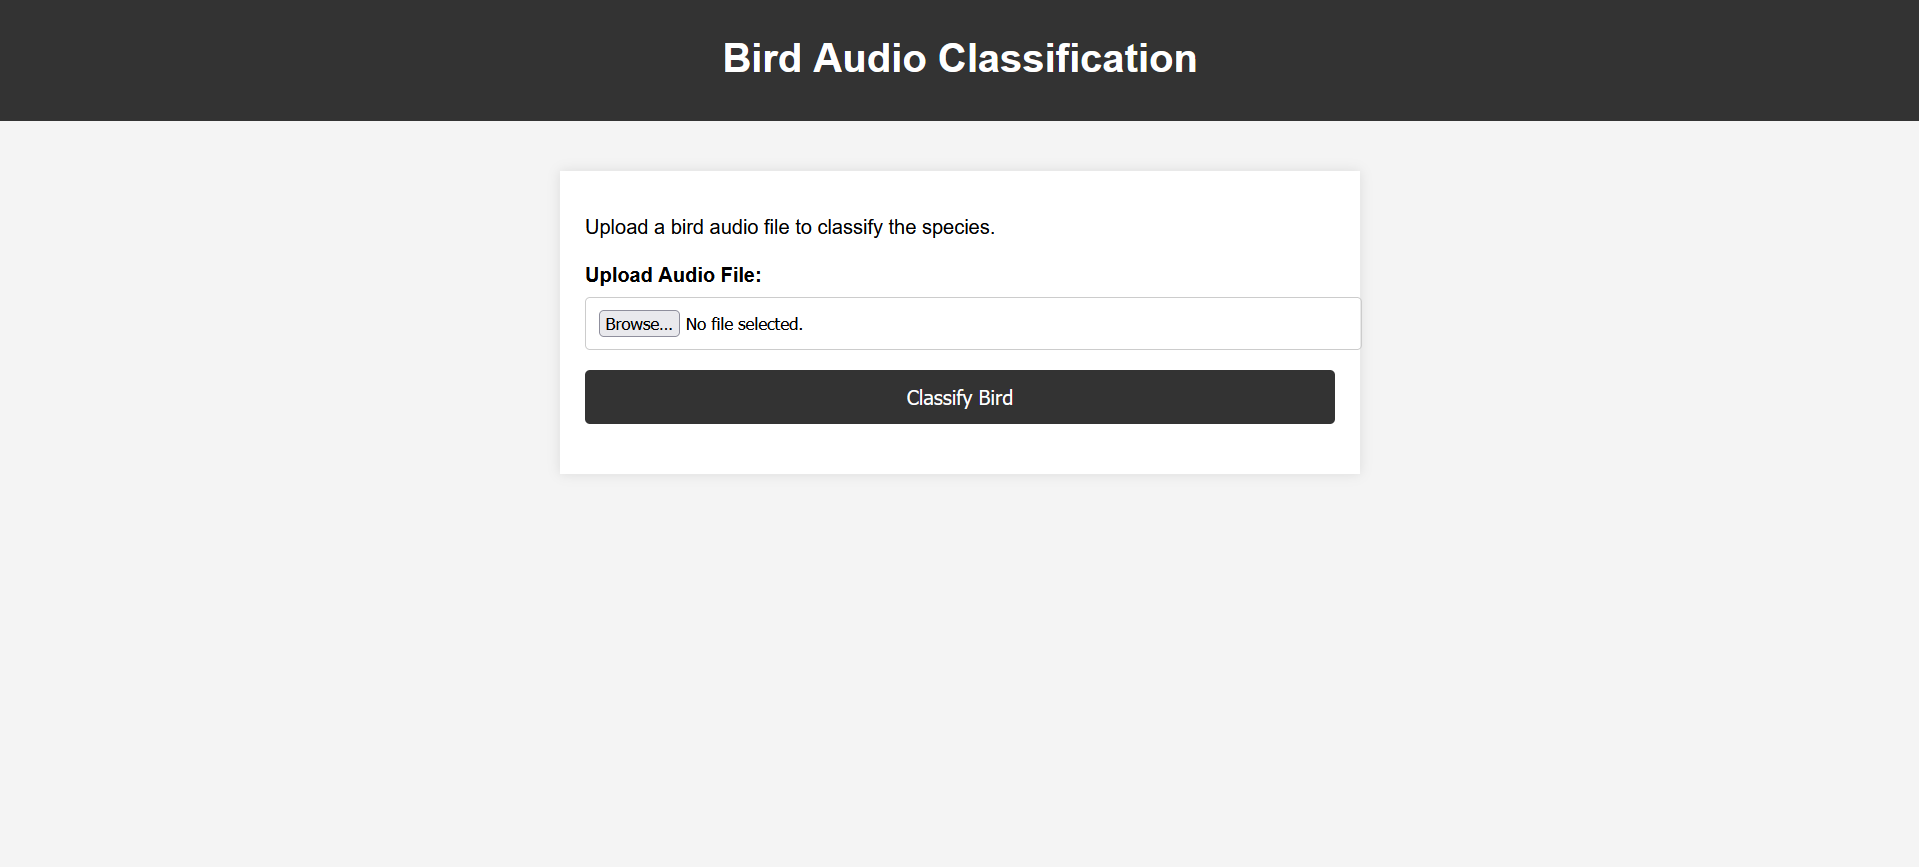 Bird Audio Classification
Upload a bird audio file to classify the species.
Upload Audio File:
Browse... No file selected.
Classify Bird